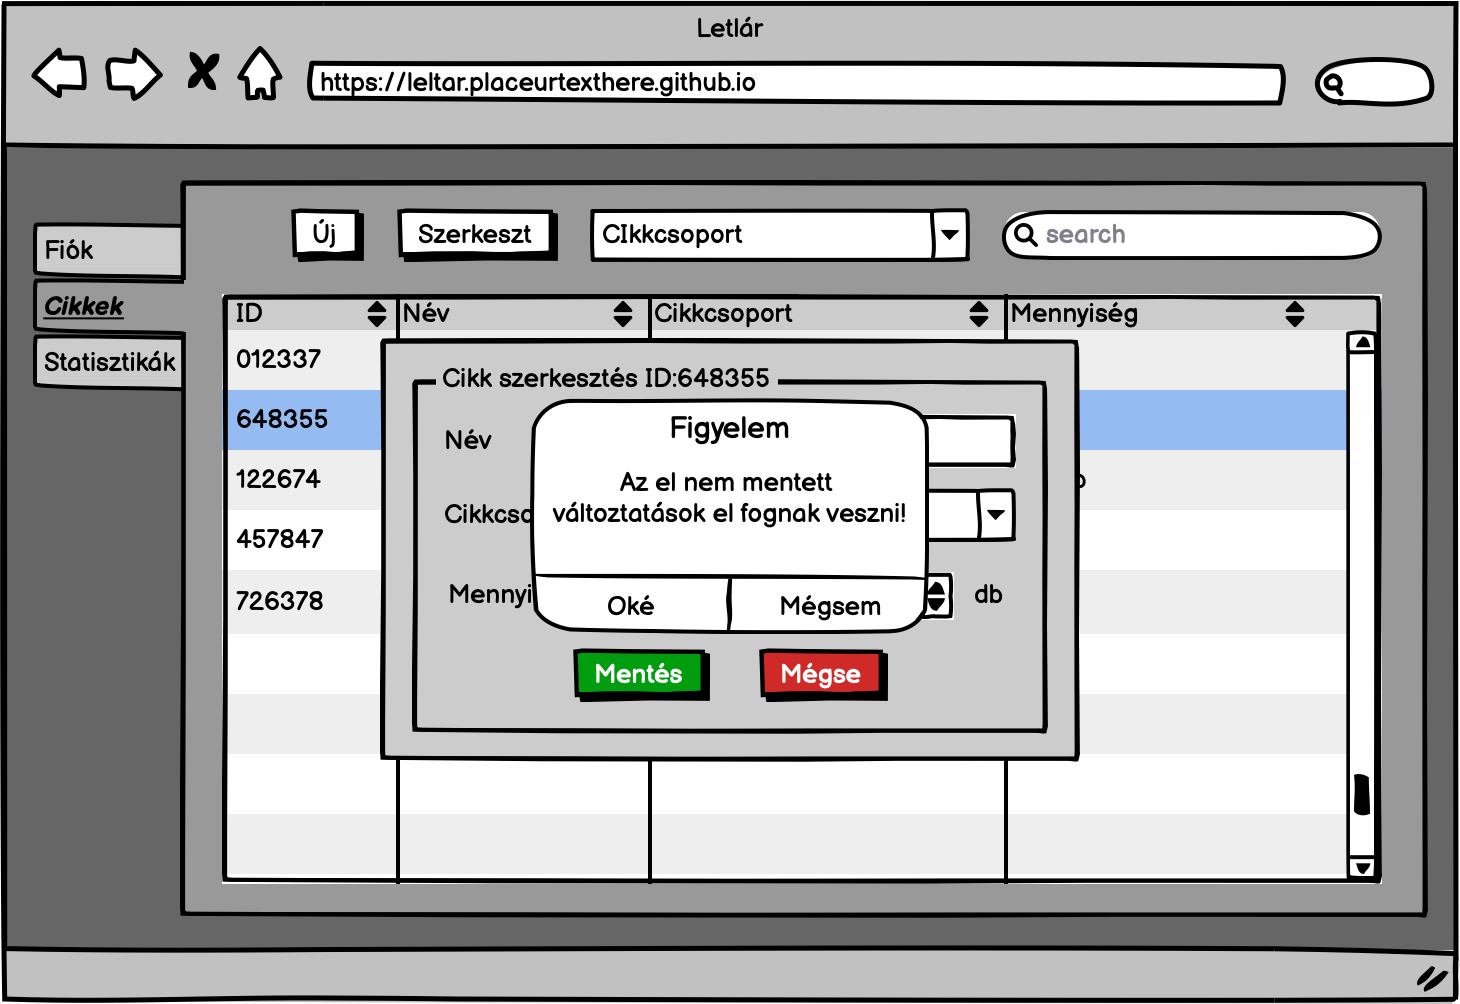 Letlár
https://leltar.placeurtexthere.github.io
Új
Szerkeszt
CIkkcsoport
search
Fiók
Cikkek
Statisztikák
ID
Név
Cikkcsoport
Mennyiség
012337
648355
122674
457847
726378
Cikk szerkesztés ID:648355
Név
Mennyi
db
Figyelem
Az el nem mentett
változtatások el fognak veszni!
Oké
Mégsem
Mentés
Mégse